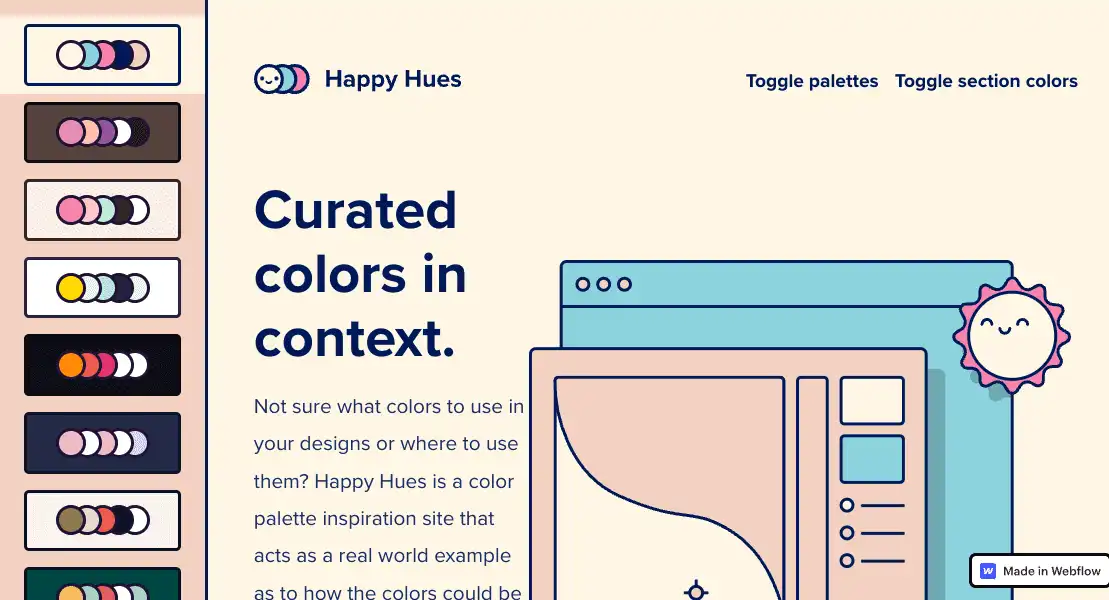 Happy Hues
Toggle palettes
Toggle section colors
Curated
colors in
context.
Not sure what colors to use in
your designs or where to use
them? Happy Hues is a color
palette inspiration site that
acts as a real world example
as to how the colors could be
Made in Webflow